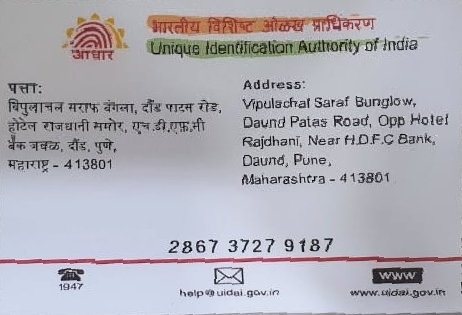 भारतीय विशिष्ट ओळख प्राधिकरण
Unique Identification Authority of India
आधार
पत्ता:
विपुलाचल सराफ बंगला, दौंड पाटस रोड,
होटेल राजधानी समोर, एच.डी.एफ.सी
बँक जवळ, दौंड, पुणे,
महाराष्ट्र - 413801
Address:
Vipulachal Saraf Bunglow,
Daund Patas Road, Opp Hotel
Rajdhani, Near H.D.F.C Bank,
Daund, Pune,
Maharashtra - 413801
2867 3727 9187
1947
help@uidai.gov.in
WWW
www.uidai.gov.in